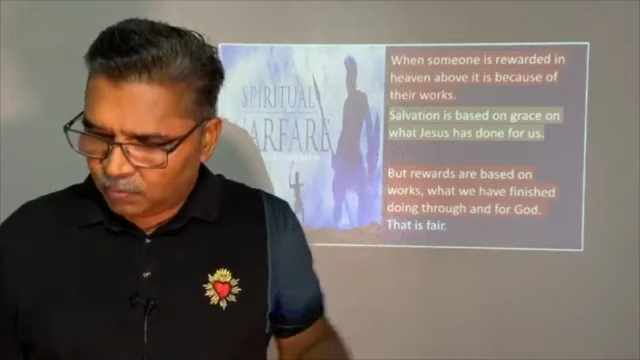 SPIRITUAL
WARFARE
When someone is rewarded in
heaven above it is because of
their works.
Salvation is based on grace on
what Jesus has done for us.
But rewards are based on
works, what we have finished
doing through and for God.
That is fair.